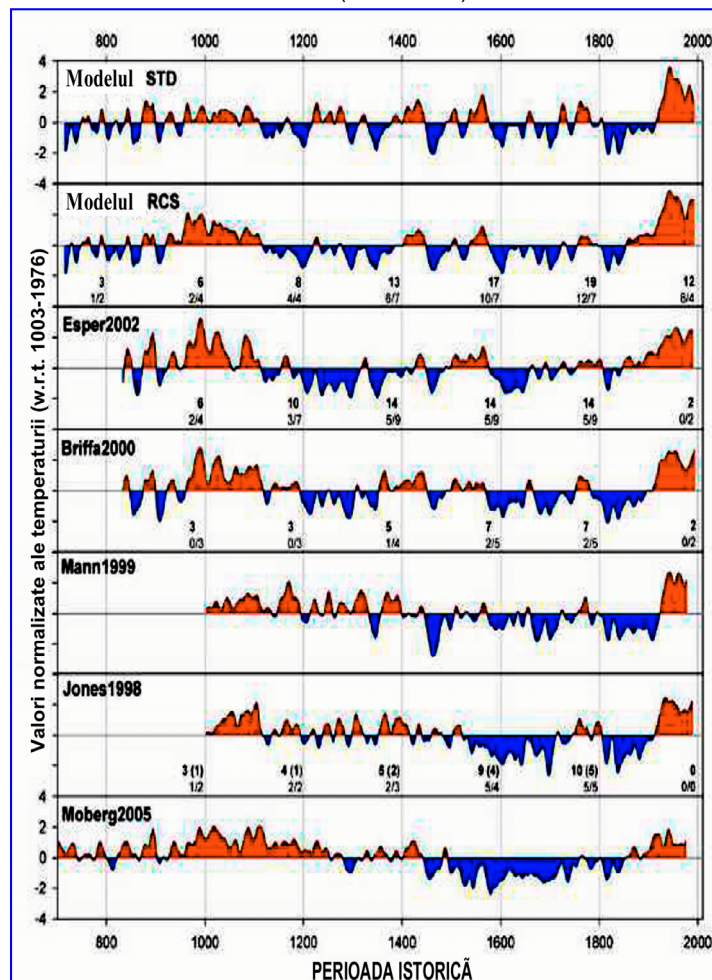 800 1000 1200 1400 1600 1800 2000
Valori normalizate ale temperaturii (w.r.t. 1003-1976)
4
2
0
-2
-4
Modelul STD
Modelul RCS
3 6 8 13 17 19 12
1/2 2/4 4/4 6/7 10/7 12/7 8/4
Esper2002
6 10 14 14 14 2
2/4 3/7 5/9 5/9 5/9 0/2
Briffa2000
3 3 5 7 7 2
0/3 0/3 1/4 2/5 2/5 0/2
Mann1999
Jones1998
3 (1) 4 (1) 5 (2) 9 (4) 10 (5) 0
1/2 2/2 2/3 5/4 5/5 0/0
4
2
0
-2
-4
Moberg2005
800 1000 1200 1400 1600 1800 2000
PERIOADA ISTORICÃ